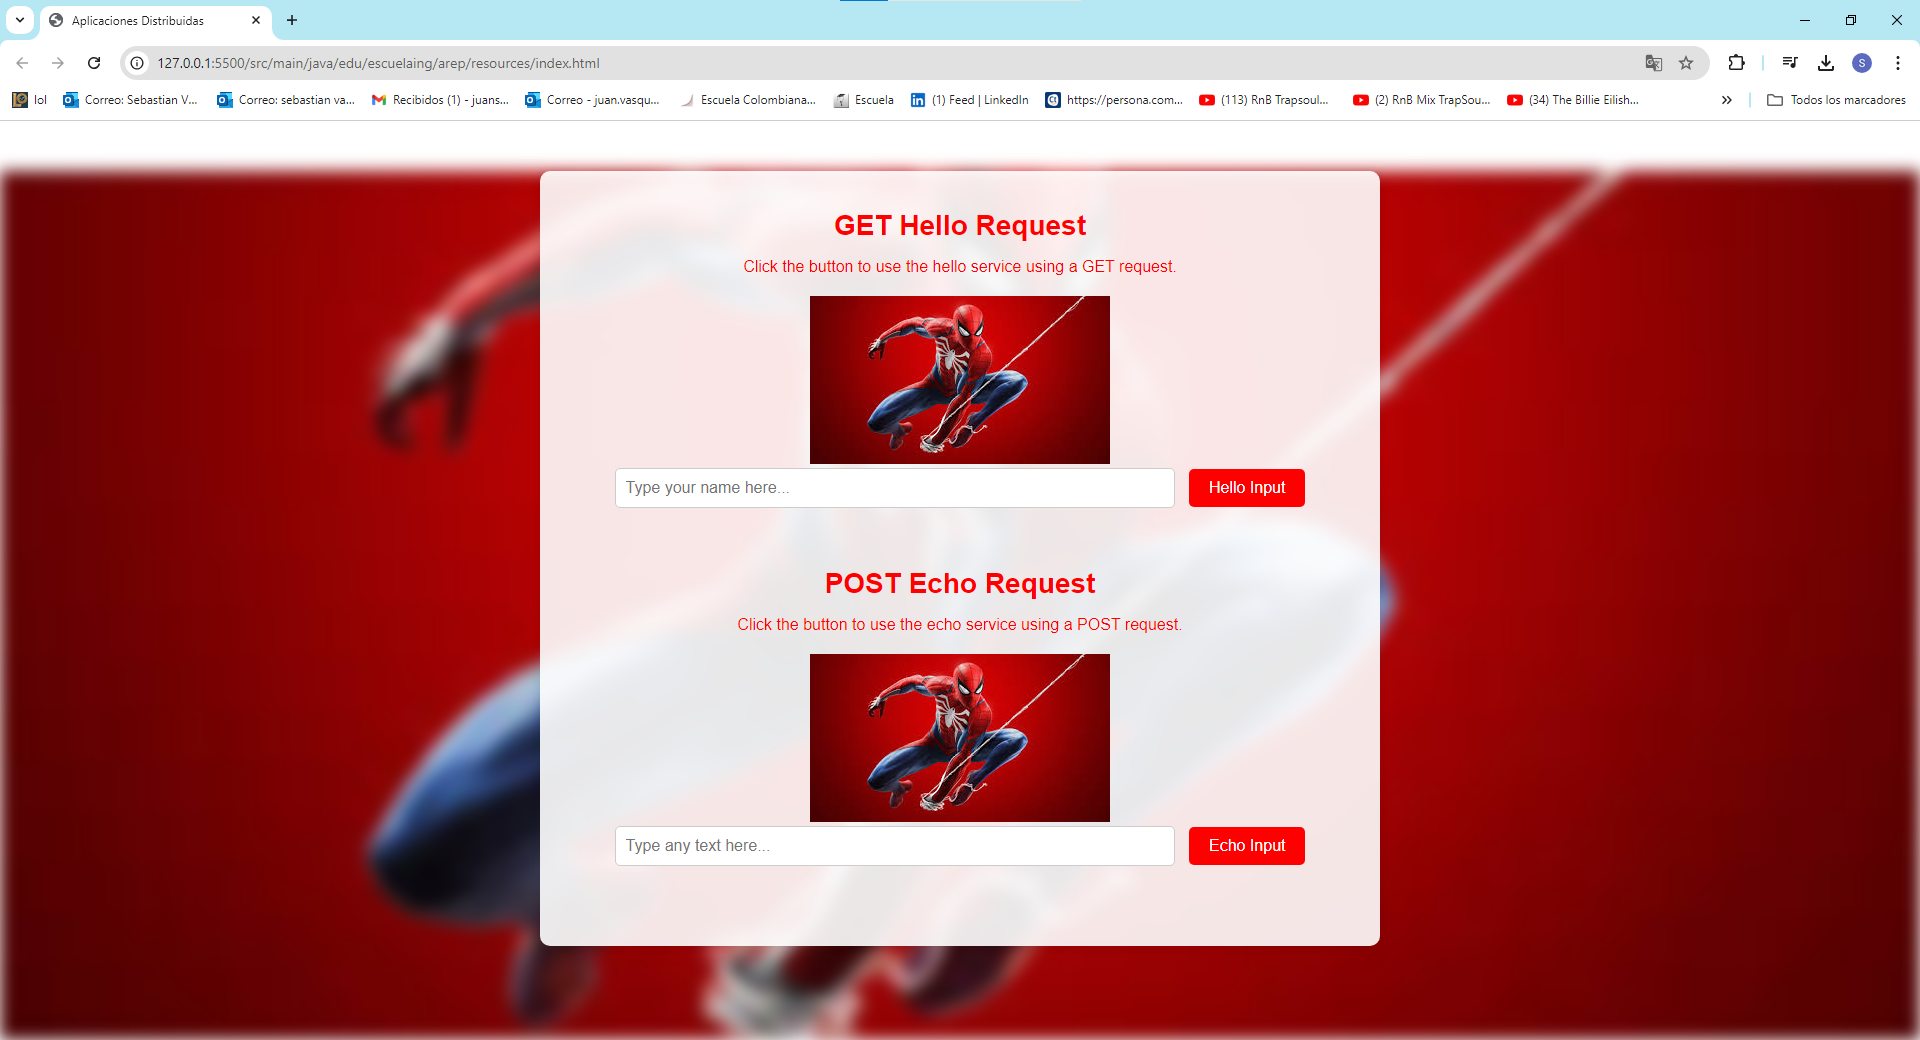 Aplicaciones Distribuidas
127.0.0.1:5500/src/main/java/edu/escuelaing/arep/resources/index.html
S
lol Correo: Sebastian V... Correo: sebastian va... Recibidos (1) - juans... Correo - juan.vasqu... Escuela Colombiana... Escuela (1) Feed | LinkedIn https://persona.com... (113) RnB Trapsoul... (2) RnB Mix TrapSou... (34) The Billie Eilish... Todos los marcadores
GET Hello Request
Click the button to use the hello service using a GET request.
Type your name here... Hello Input
POST Echo Request
Click the button to use the echo service using a POST request.
Type any text here... Echo Input